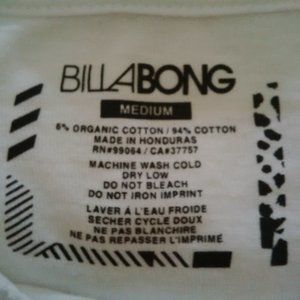 BILLABONG
MEDIUM
6% ORGANIC COTTON / 94% COTTON
MADE IN HONDURAS
RN#99064 / CA#37757
MACHINE WASH COLD
DRY LOW
DO NOT BLEACH
DO NOT IRON IMPRINT
LAVER À L'EAU FROIDE
SECHER CYCLE DOUX
NE PAS BLANCHIRE
NE PAS REPASSER L'IMPRIMÉ